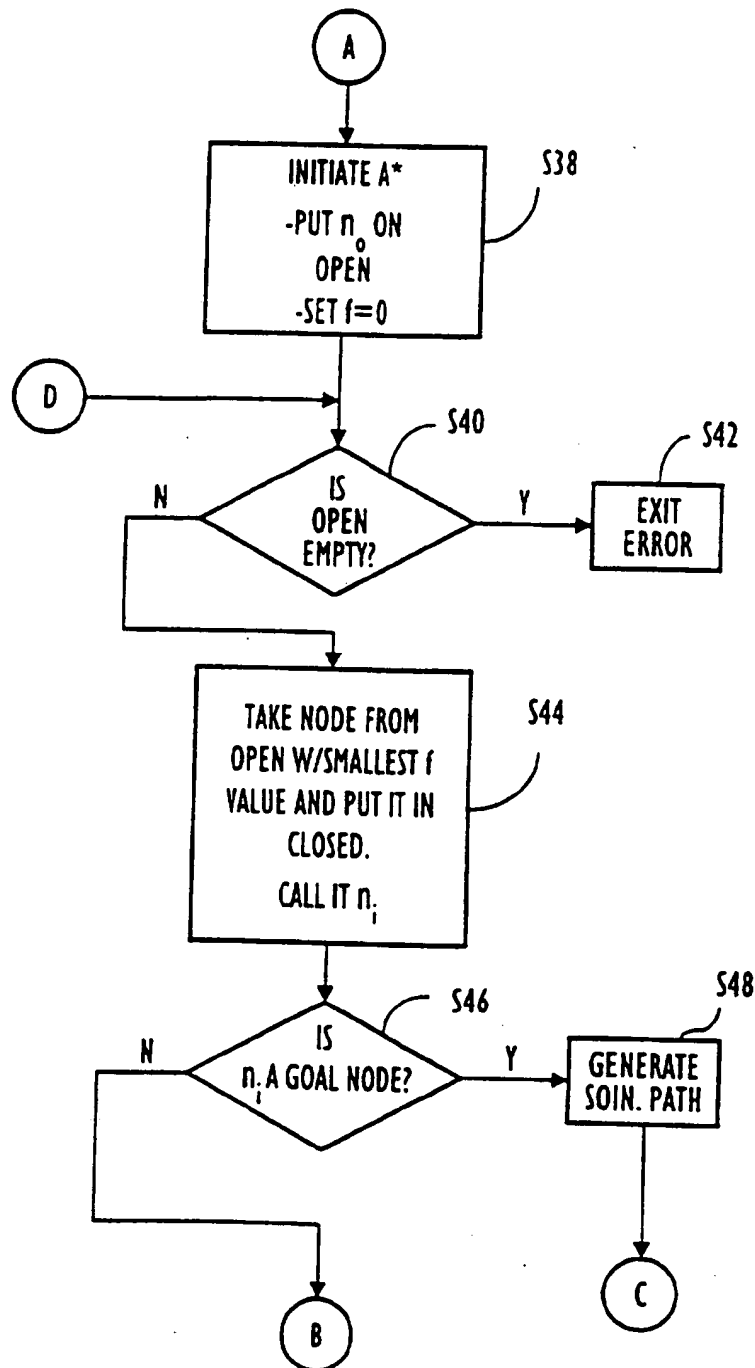 A
INITIATE A*
-PUT n₀ ON
OPEN
-SET f=0
S38
D
S40
S42
N
IS
OPEN
EMPTY?
Y
EXIT
ERROR
TAKE NODE FROM
OPEN W/SMALLEST f
VALUE AND PUT IT IN
CLOSED.
CALL IT nᵢ
S44
S46
S48
N
IS
nᵢ A GOAL NODE?
Y
GENERATE
SOIN. PATH
B
C